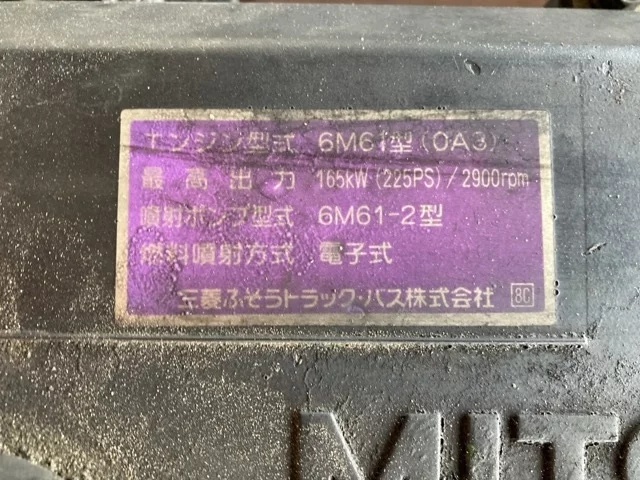 エンジン型式 6M61型(0A3)
最高出力 165kW(225PS)/2900rpm
噴射ポンプ型式 6M61-2型
燃料噴射方式 電子式
三菱ふそうトラック・バス株式会社 8C
MIT